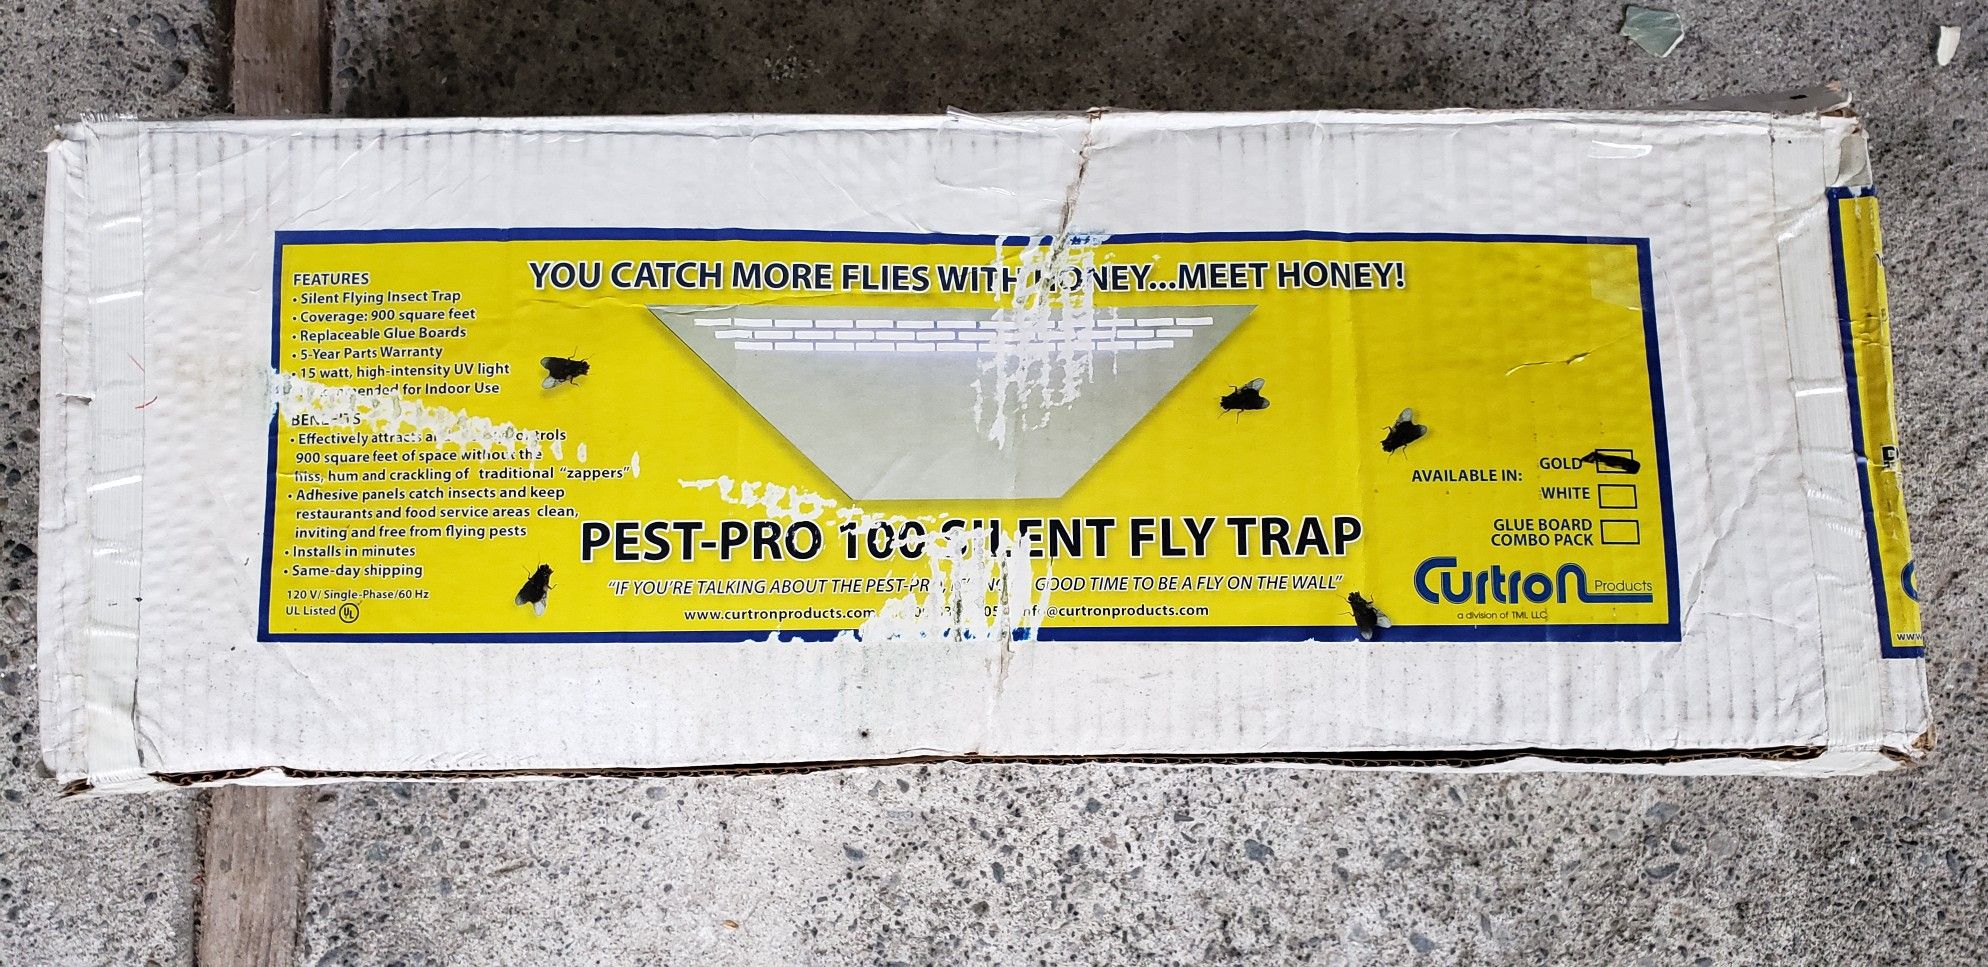 YOU CATCH MORE FLIES WITH HONEY...MEET HONEY!
FEATURES
• Silent Flying Insect Trap
• Coverage: 900 square feet
• Replaceable Glue Boards
• 5-Year Parts Warranty
• 15 watt, high-intensity UV light
for Indoor Use
BENEFITS
• Effectively attracts
900 square feet of space without the
hiss, hum and crackling of traditional “zappers”
• Adhesive panels catch insects and keep
restaurants and food service areas clean,
inviting and free from flying pests
• Installs in minutes
• Same-day shipping
120 V/ Single-Phase/60 Hz
UL Listed UL
PEST-PRO 100 SILENT FLY TRAP
“IF YOU’RE TALKING ABOUT THE GOOD TIME TO BE A FLY ON THE WALL”
www.curtronproducts.com info@curtronproducts.com
AVAILABLE IN:
GOLD
WHITE
GLUE BOARD
COMBO PACK
Curtron Products
a division of TMI, LLC
www